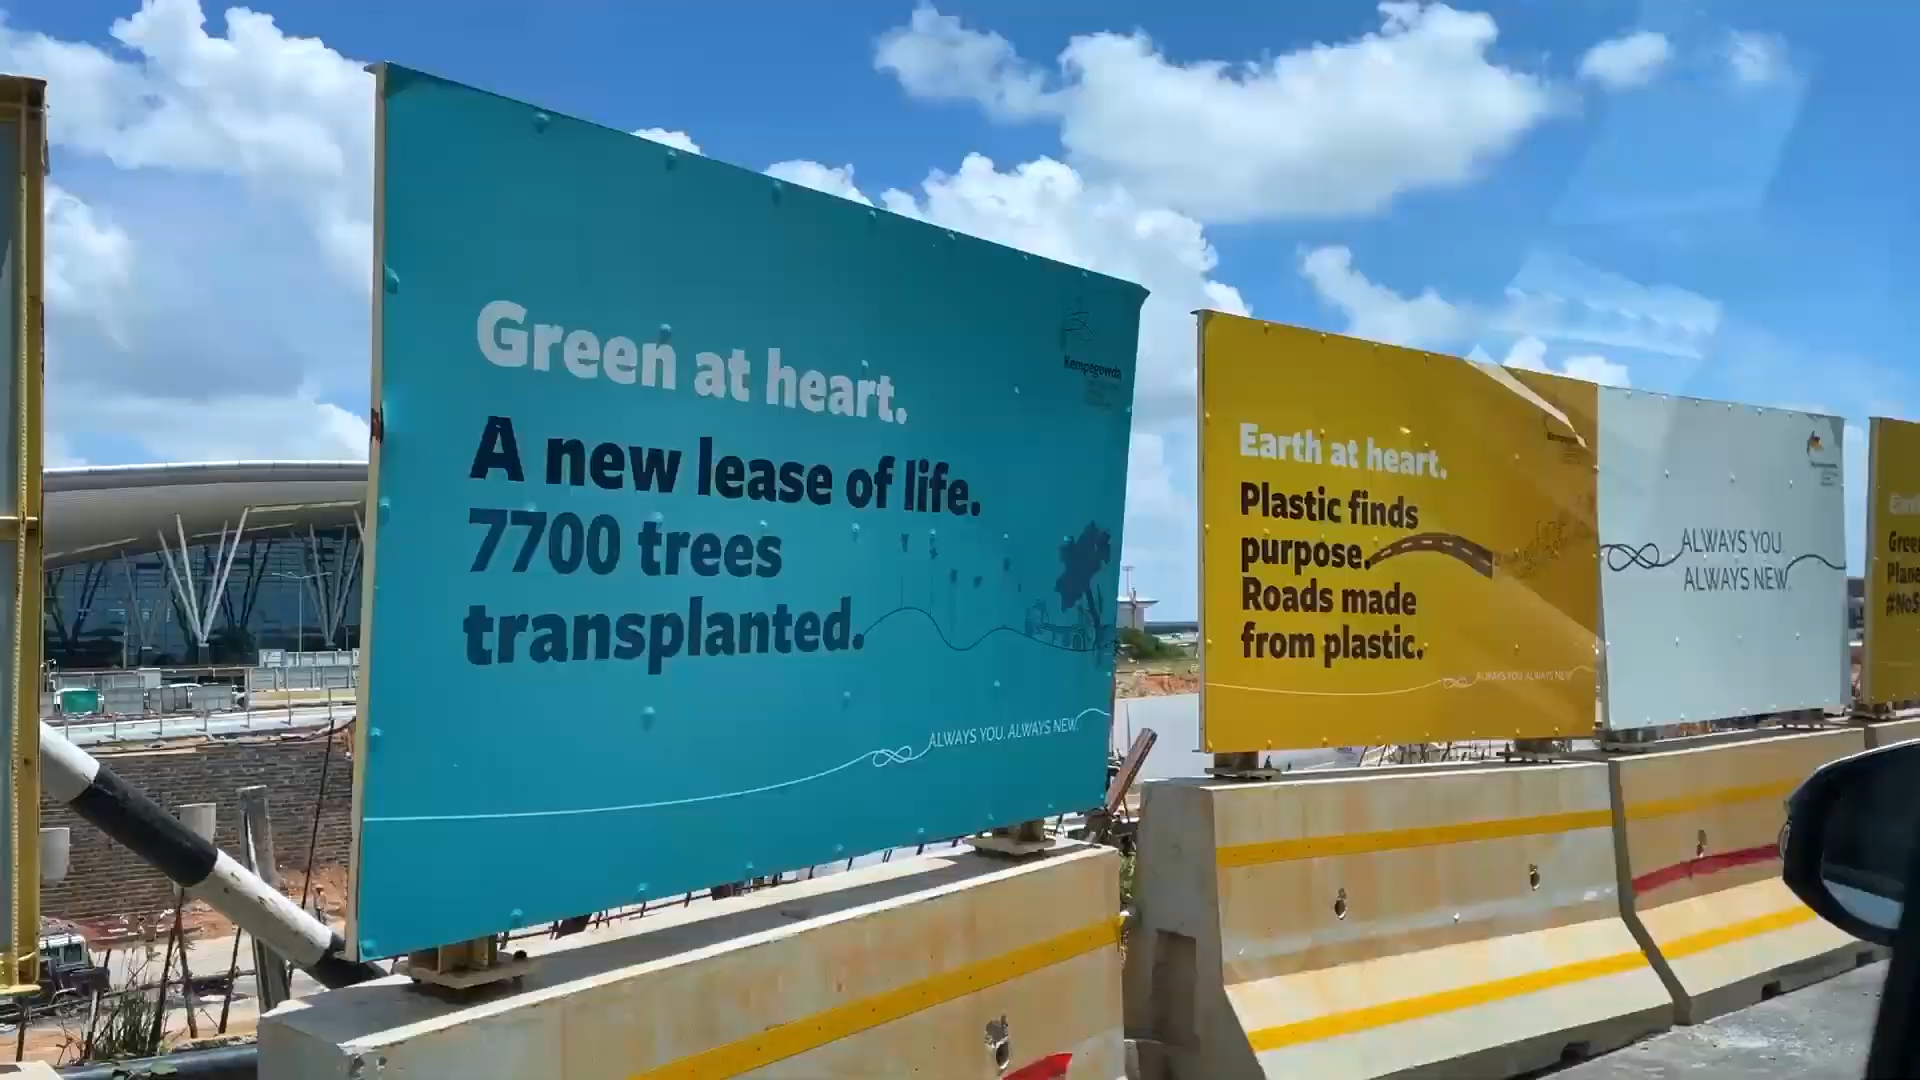 Green at heart.
A new lease of life.
7700 trees
transplanted.
Kempegowda
ALWAYS YOU. ALWAYS NEW.
Earth at heart.
Plastic finds
purpose.
Roads made
from plastic.
ALWAYS YOU. ALWAYS NEW
ALWAYS YOU.
ALWAYS NEW.